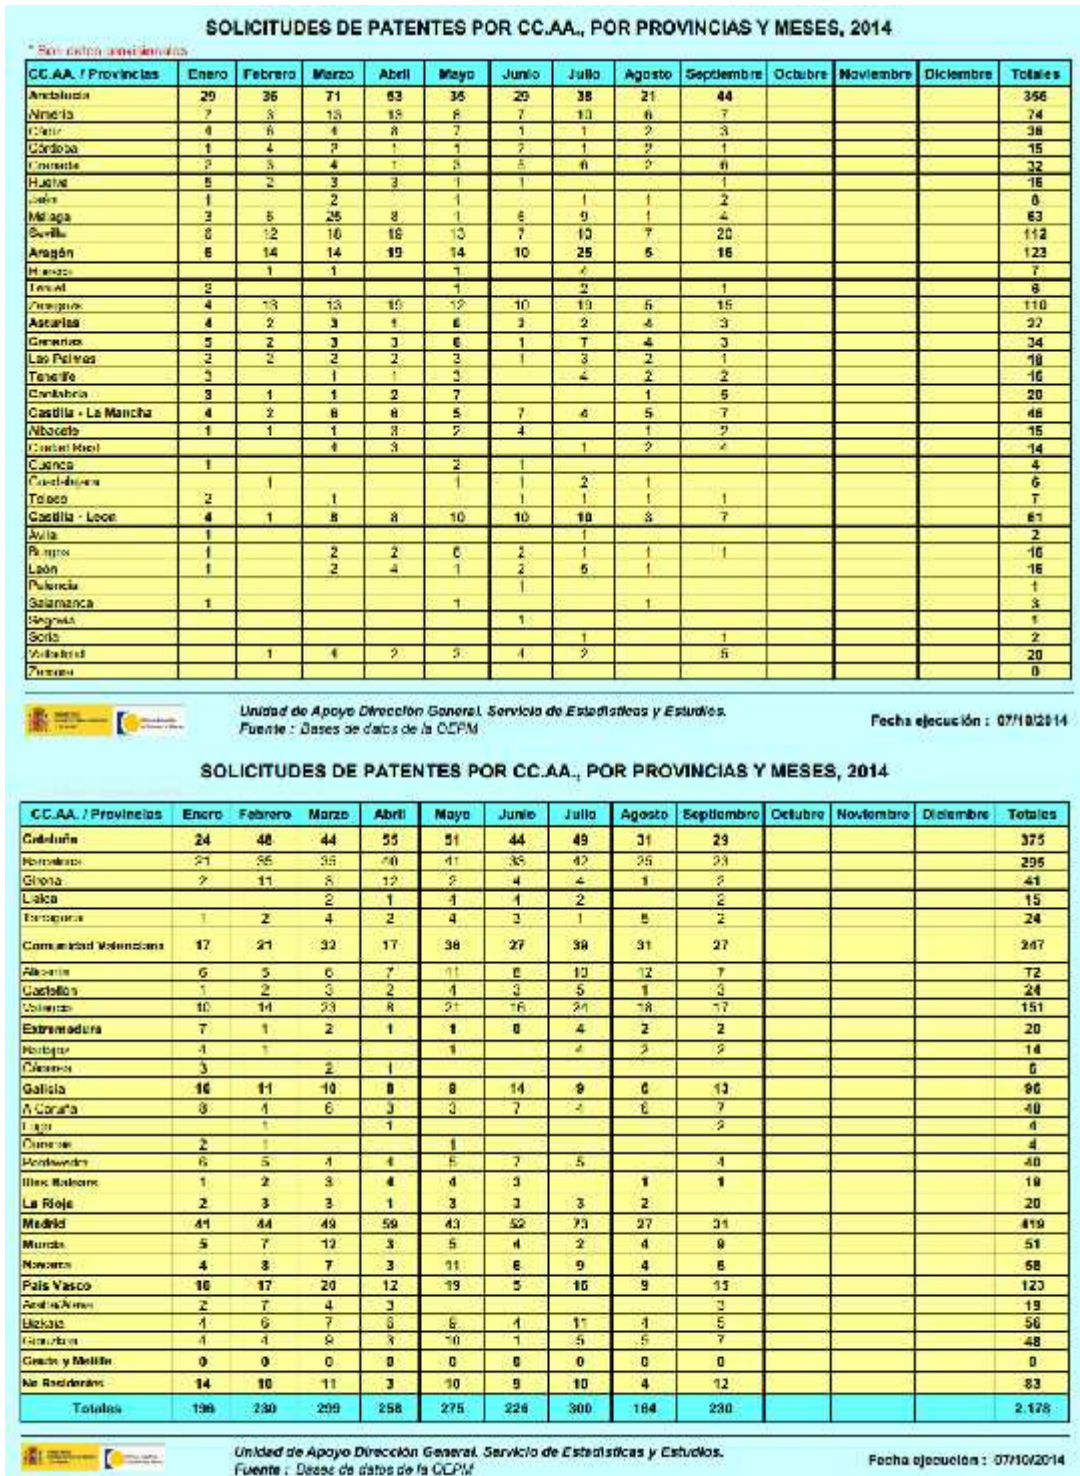 SOLICITUDES DE PATENTES POR CC.AA., POR PROVINCIAS Y MESES, 2014
* Son datos provisionales
CC.AA. / Provincias Enero Febrero Marzo Abril Mayo Junio Julio Agosto Septiembre Octubre Noviembre Diciembre Totales
Andalucía 29 36 71 63 35 29 38 21 44 356
Almería 7 3 13 13 8 7 10 6 7 74
Cádiz 4 6 4 8 7 1 1 2 3 36
Córdoba 1 4 2 1 1 2 1 2 1 15
Granada 2 3 4 1 3 5 6 2 6 32
Huelva 5 2 3 3 1 1 1 16
Jaén 1 2 1 1 1 2 8
Málaga 3 6 25 8 1 6 9 1 4 63
Sevilla 6 12 18 19 13 7 10 7 20 112
Aragón 6 14 14 19 14 10 25 5 16 123
Huesca 1 1 1 4 7
Teruel 2 1 2 1 6
Zaragoza 4 13 13 19 12 10 19 5 15 110
Asturias 4 2 3 1 6 2 4 3 27
Canarias 5 2 3 3 6 1 7 4 3 34
Las Palmas 2 2 2 2 3 1 3 2 1 18
Tenerife 3 1 1 3 4 2 2 16
Cantabria 3 1 1 2 7 1 5 20
Castilla - La Mancha 4 2 6 6 5 7 4 5 7 46
Albacete 1 1 1 3 2 4 1 2 15
Ciudad Real 4 3 1 2 4 14
Cuenca 1 2 1 4
Guadalajara 1 1 1 2 1 6
Toledo 2 1 1 1 1 1 7
Castilla - Leon 4 1 8 8 10 10 10 3 7 61
Avila 1 1 2
Burgos 1 2 2 6 2 1 1 1 16
León 1 2 4 1 2 5 1 16
Palencia 1 1
Salamanca 1 1 1 3
Segovia 1 1
Soria 1 1 2
Valladolid 1 4 2 2 4 2 5 20
Zamora 0
Unidad de Apoyo Dirección General. Servicio de Estadísticas y Estudios.
Fuente : Bases de datos de la OEPM
Fecha ejecución : 07/10/2014
SOLICITUDES DE PATENTES POR CC.AA., POR PROVINCIAS Y MESES, 2014
CC.AA. / Provincias Enero Febrero Marzo Abril Mayo Junio Julio Agosto Septiembre Octubre Noviembre Diciembre Totales
Cataluña 24 48 44 55 51 44 49 31 29 375
Barcelona 21 35 35 40 41 33 42 25 23 295
Girona 2 11 3 12 2 4 4 1 2 41
Lleida 2 1 4 4 2 2 15
Tarragona 1 2 4 2 4 3 1 5 2 24
Comunidad Valenciana 17 21 32 17 36 27 39 31 27 247
Alicante 6 5 6 7 11 8 10 12 7 72
Castellón 1 2 3 2 4 3 5 1 3 24
Valencia 10 14 23 8 21 16 24 18 17 151
Extremadura 7 1 2 1 1 0 4 2 2 20
Badajoz 4 1 1 4 2 2 14
Cáceres 3 2 1 6
Galicia 16 11 10 8 9 14 9 6 13 96
A Coruña 8 4 6 3 3 7 4 6 7 48
Lugo 1 1 2 4
Ourense 2 1 1 4
Pontevedra 6 5 4 4 5 7 5 4 40
Illes Balears 1 2 3 4 4 3 1 1 19
La Rioja 2 3 3 1 3 3 3 2 20
Madrid 41 44 49 59 43 52 73 27 31 419
Murcia 5 7 12 3 5 4 2 4 9 51
Navarra 4 8 7 3 11 6 9 4 6 58
Pais Vasco 10 17 20 12 19 5 16 9 15 123
Araba/Álava 2 7 4 3 3 19
Bizkaia 4 6 7 6 9 4 11 4 5 56
Gipuzkoa 4 4 9 3 10 1 5 5 7 48
Ceuta y Melilla 0 0 0 0 0 0 0 0 0 0
No Residentes 14 10 11 3 10 9 10 4 12 83
Totales 196 230 299 258 275 226 300 164 230 2.178
Unidad de Apoyo Dirección General. Servicio de Estadísticas y Estudios.
Fuente : Bases de datos de la OEPM
Fecha ejecución : 07/10/2014